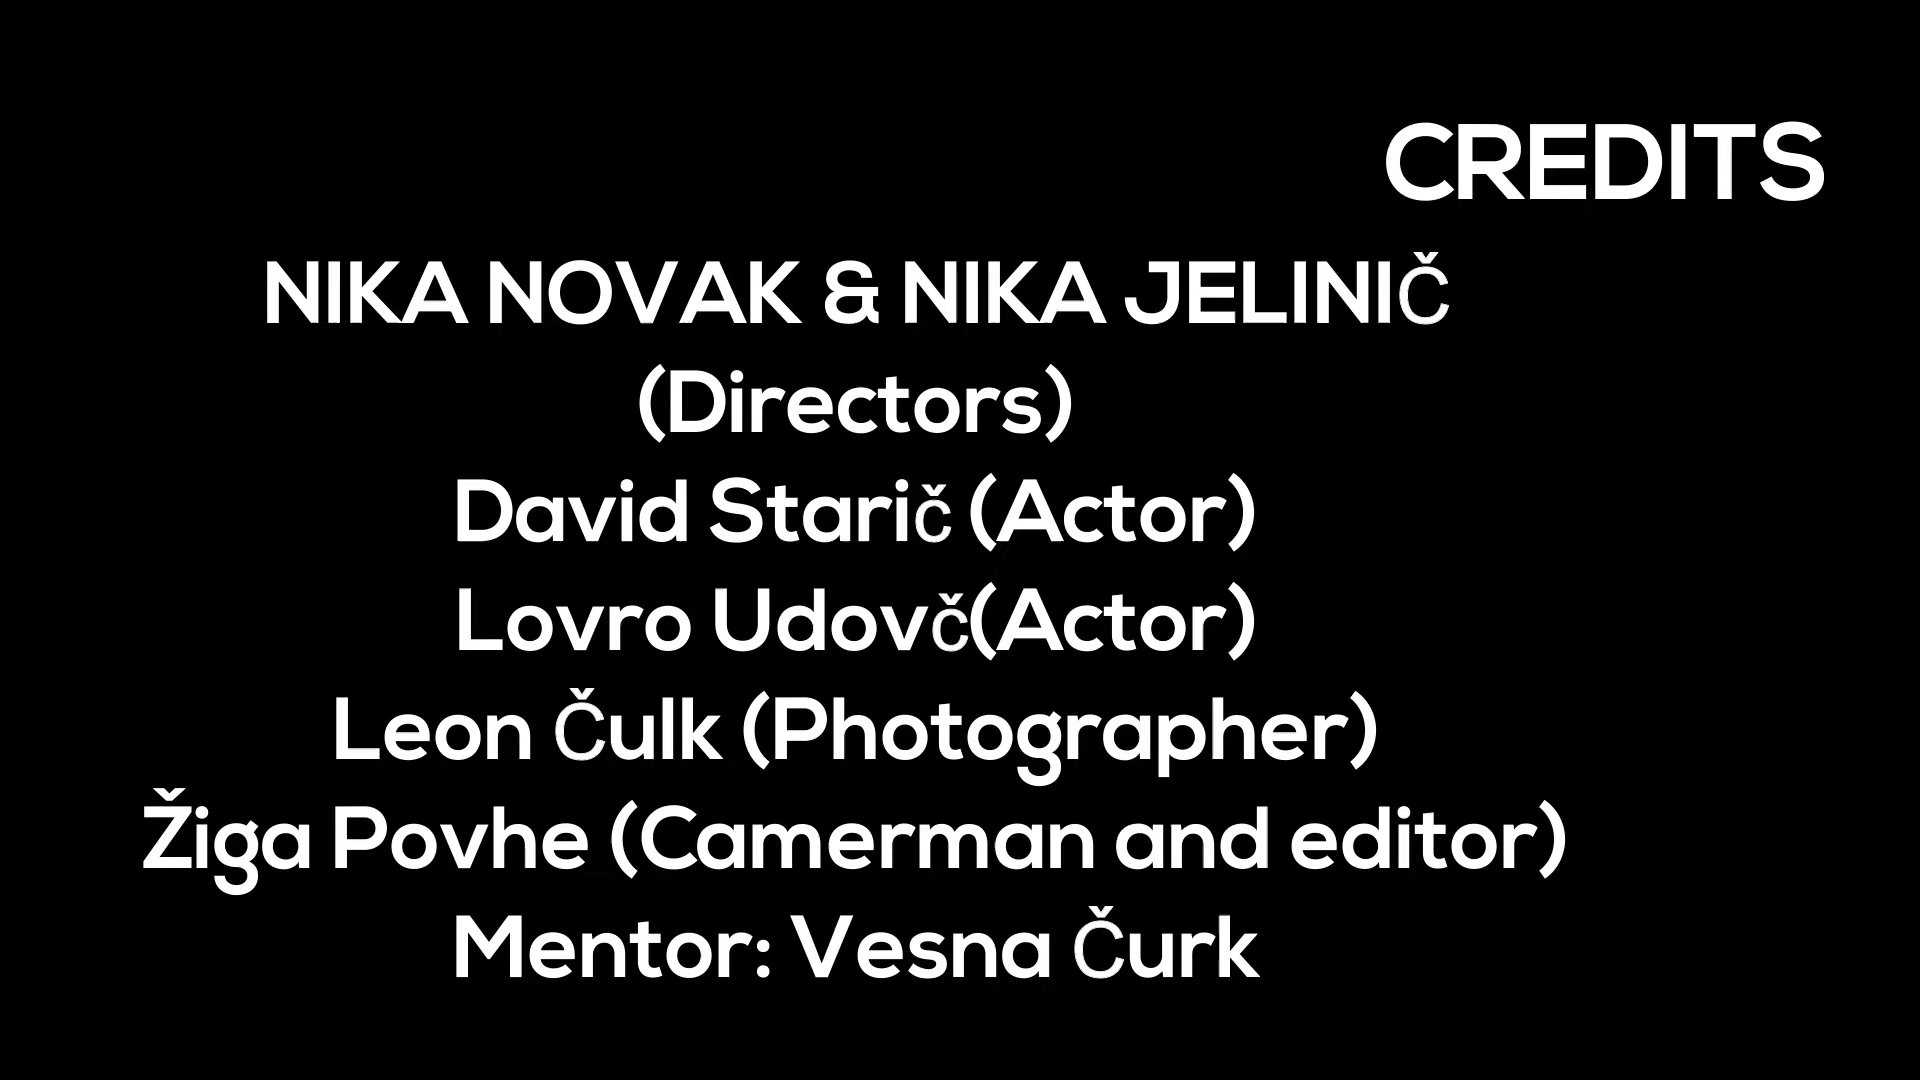 CREDITS
NIKA NOVAK & NIKA JELINIČ
(Directors)
David Starič (Actor)
Lovro Udovč(Actor)
Leon Čulk (Photographer)
Žiga Povhe (Camerman and editor)
Mentor: Vesna Čurk